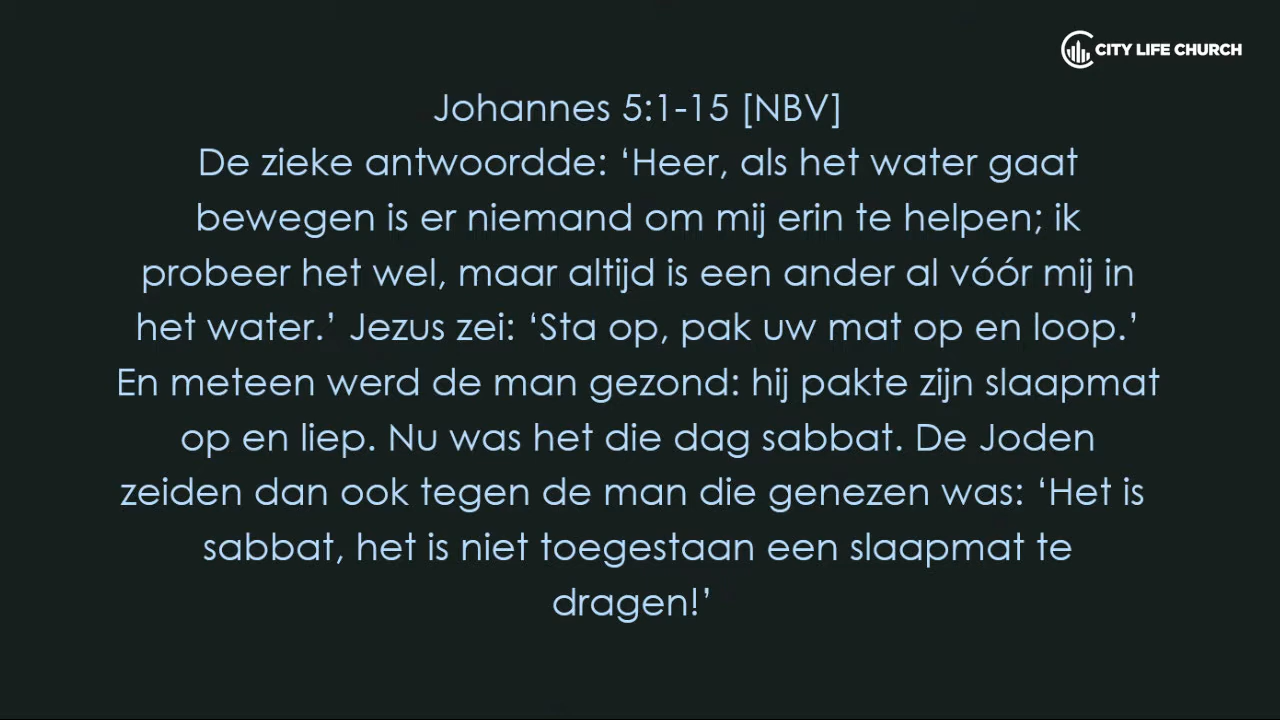 CITY LIFE CHURCH
Johannes 5:1-15 [NBV]
De zieke antwoordde: ‘Heer, als het water gaat
bewegen is er niemand om mij erin te helpen; ik
probeer het wel, maar altijd is een ander al vóór mij in
het water.’ Jezus zei: ‘Sta op, pak uw mat op en loop.’
En meteen werd de man gezond: hij pakte zijn slaapmat
op en liep. Nu was het die dag sabbat. De Joden
zeiden dan ook tegen de man die genezen was: ‘Het is
sabbat, het is niet toegestaan een slaapmat te
dragen!’